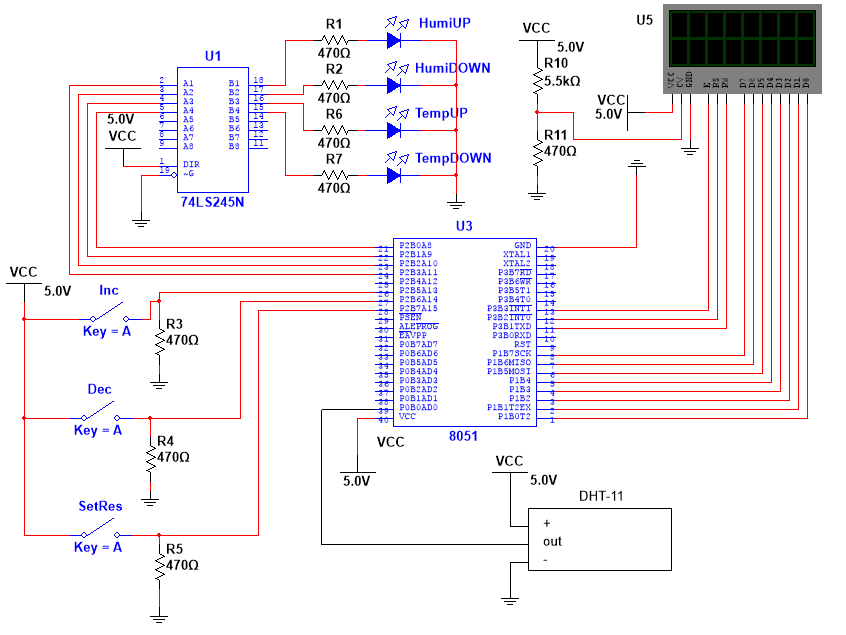 R1
HumiUP
470Ω
R2
HumiDOWN
470Ω
R6
TempUP
470Ω
R7
TempDOWN
470Ω
U1
2 A1 B1 18
3 A2 B2 17
4 A3 B3 16
5 A4 B4 15
6 A5 B5 14
7 A6 B6 13
8 A7 B7 12
9 A8 B8 11
1 DIR
19 ~G
74LS245N
5.0V
VCC
VCC
5.0V
R10
5.5kΩ
R11
470Ω
VCC
5.0V
U5
VCC CV GND E RS RW D7 D6 D5 D4 D3 D2 D1 D0
U3
21 P2B0A8 GND 20
22 P2B1A9 XTAL1 19
23 P2B2A10 XTAL2 18
24 P2B3A11 P3B7RD 17
25 P2B4A12 P3B6WR 16
26 P2B5A13 P3B5T1 15
27 P2B6A14 P3B4T0 14
28 P2B7A15 P3B3INT1 13
29 PSEN P3B2INT0 12
30 ALEPROG P3B1TXD 11
31 EAVPP P3B0RXD 10
32 P0B7AD7 RST 9
33 P0B6AD6 P1B7SCK 8
34 P0B5AD5 P1B6MISO 7
35 P0B4AD4 P1B5MOSI 6
36 P0B3AD3 P1B4 5
37 P0B2AD2 P1B3 4
38 P0B1AD1 P1B2 3
39 P0B0AD0 P1B1T2EX 2
40 VCC P1B0T2 1
8051
VCC
5.0V
VCC
5.0V
Inc
Key = A
R3
470Ω
Dec
Key = A
R4
470Ω
SetRes
Key = A
R5
470Ω
VCC
5.0V
DHT-11
+
out
-